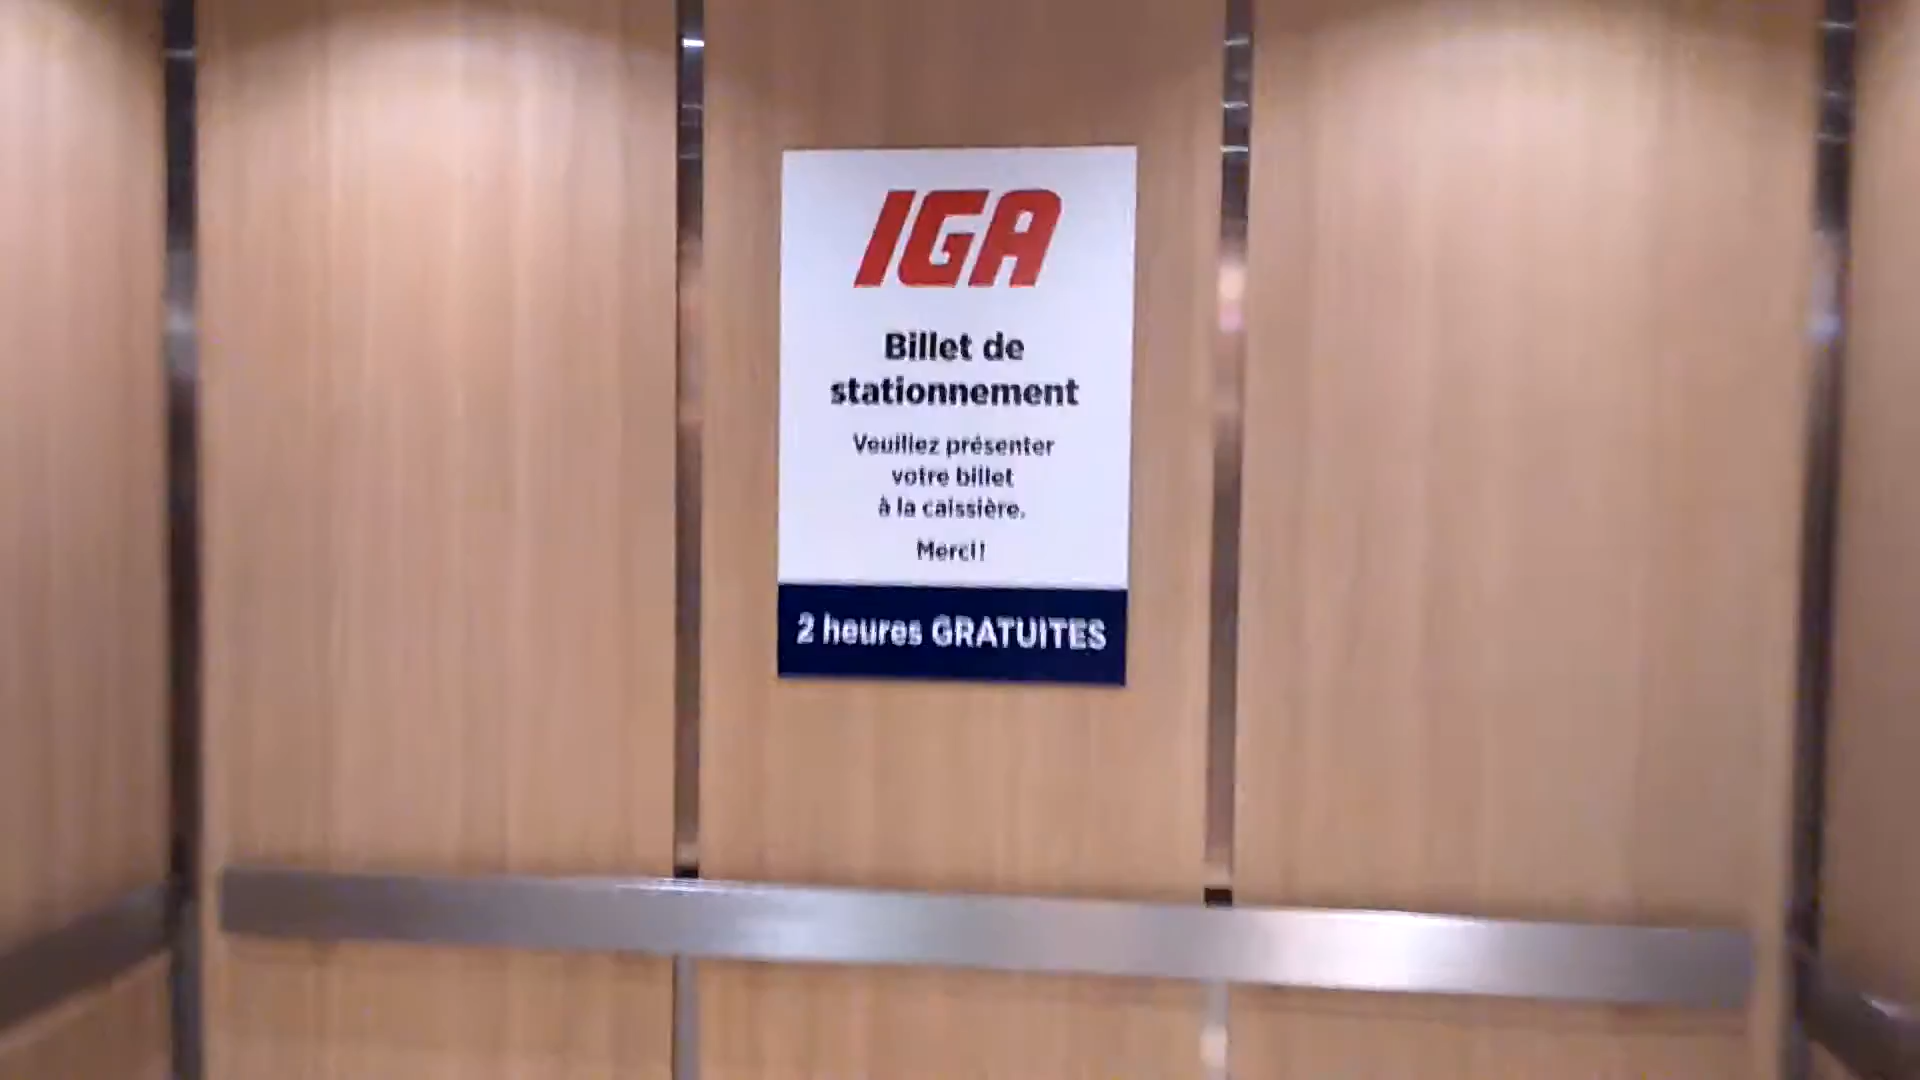 IGA
Billet de
stationnement
Veuillez présenter
votre billet
à la caissière.
Merci!
2 heures GRATUITES